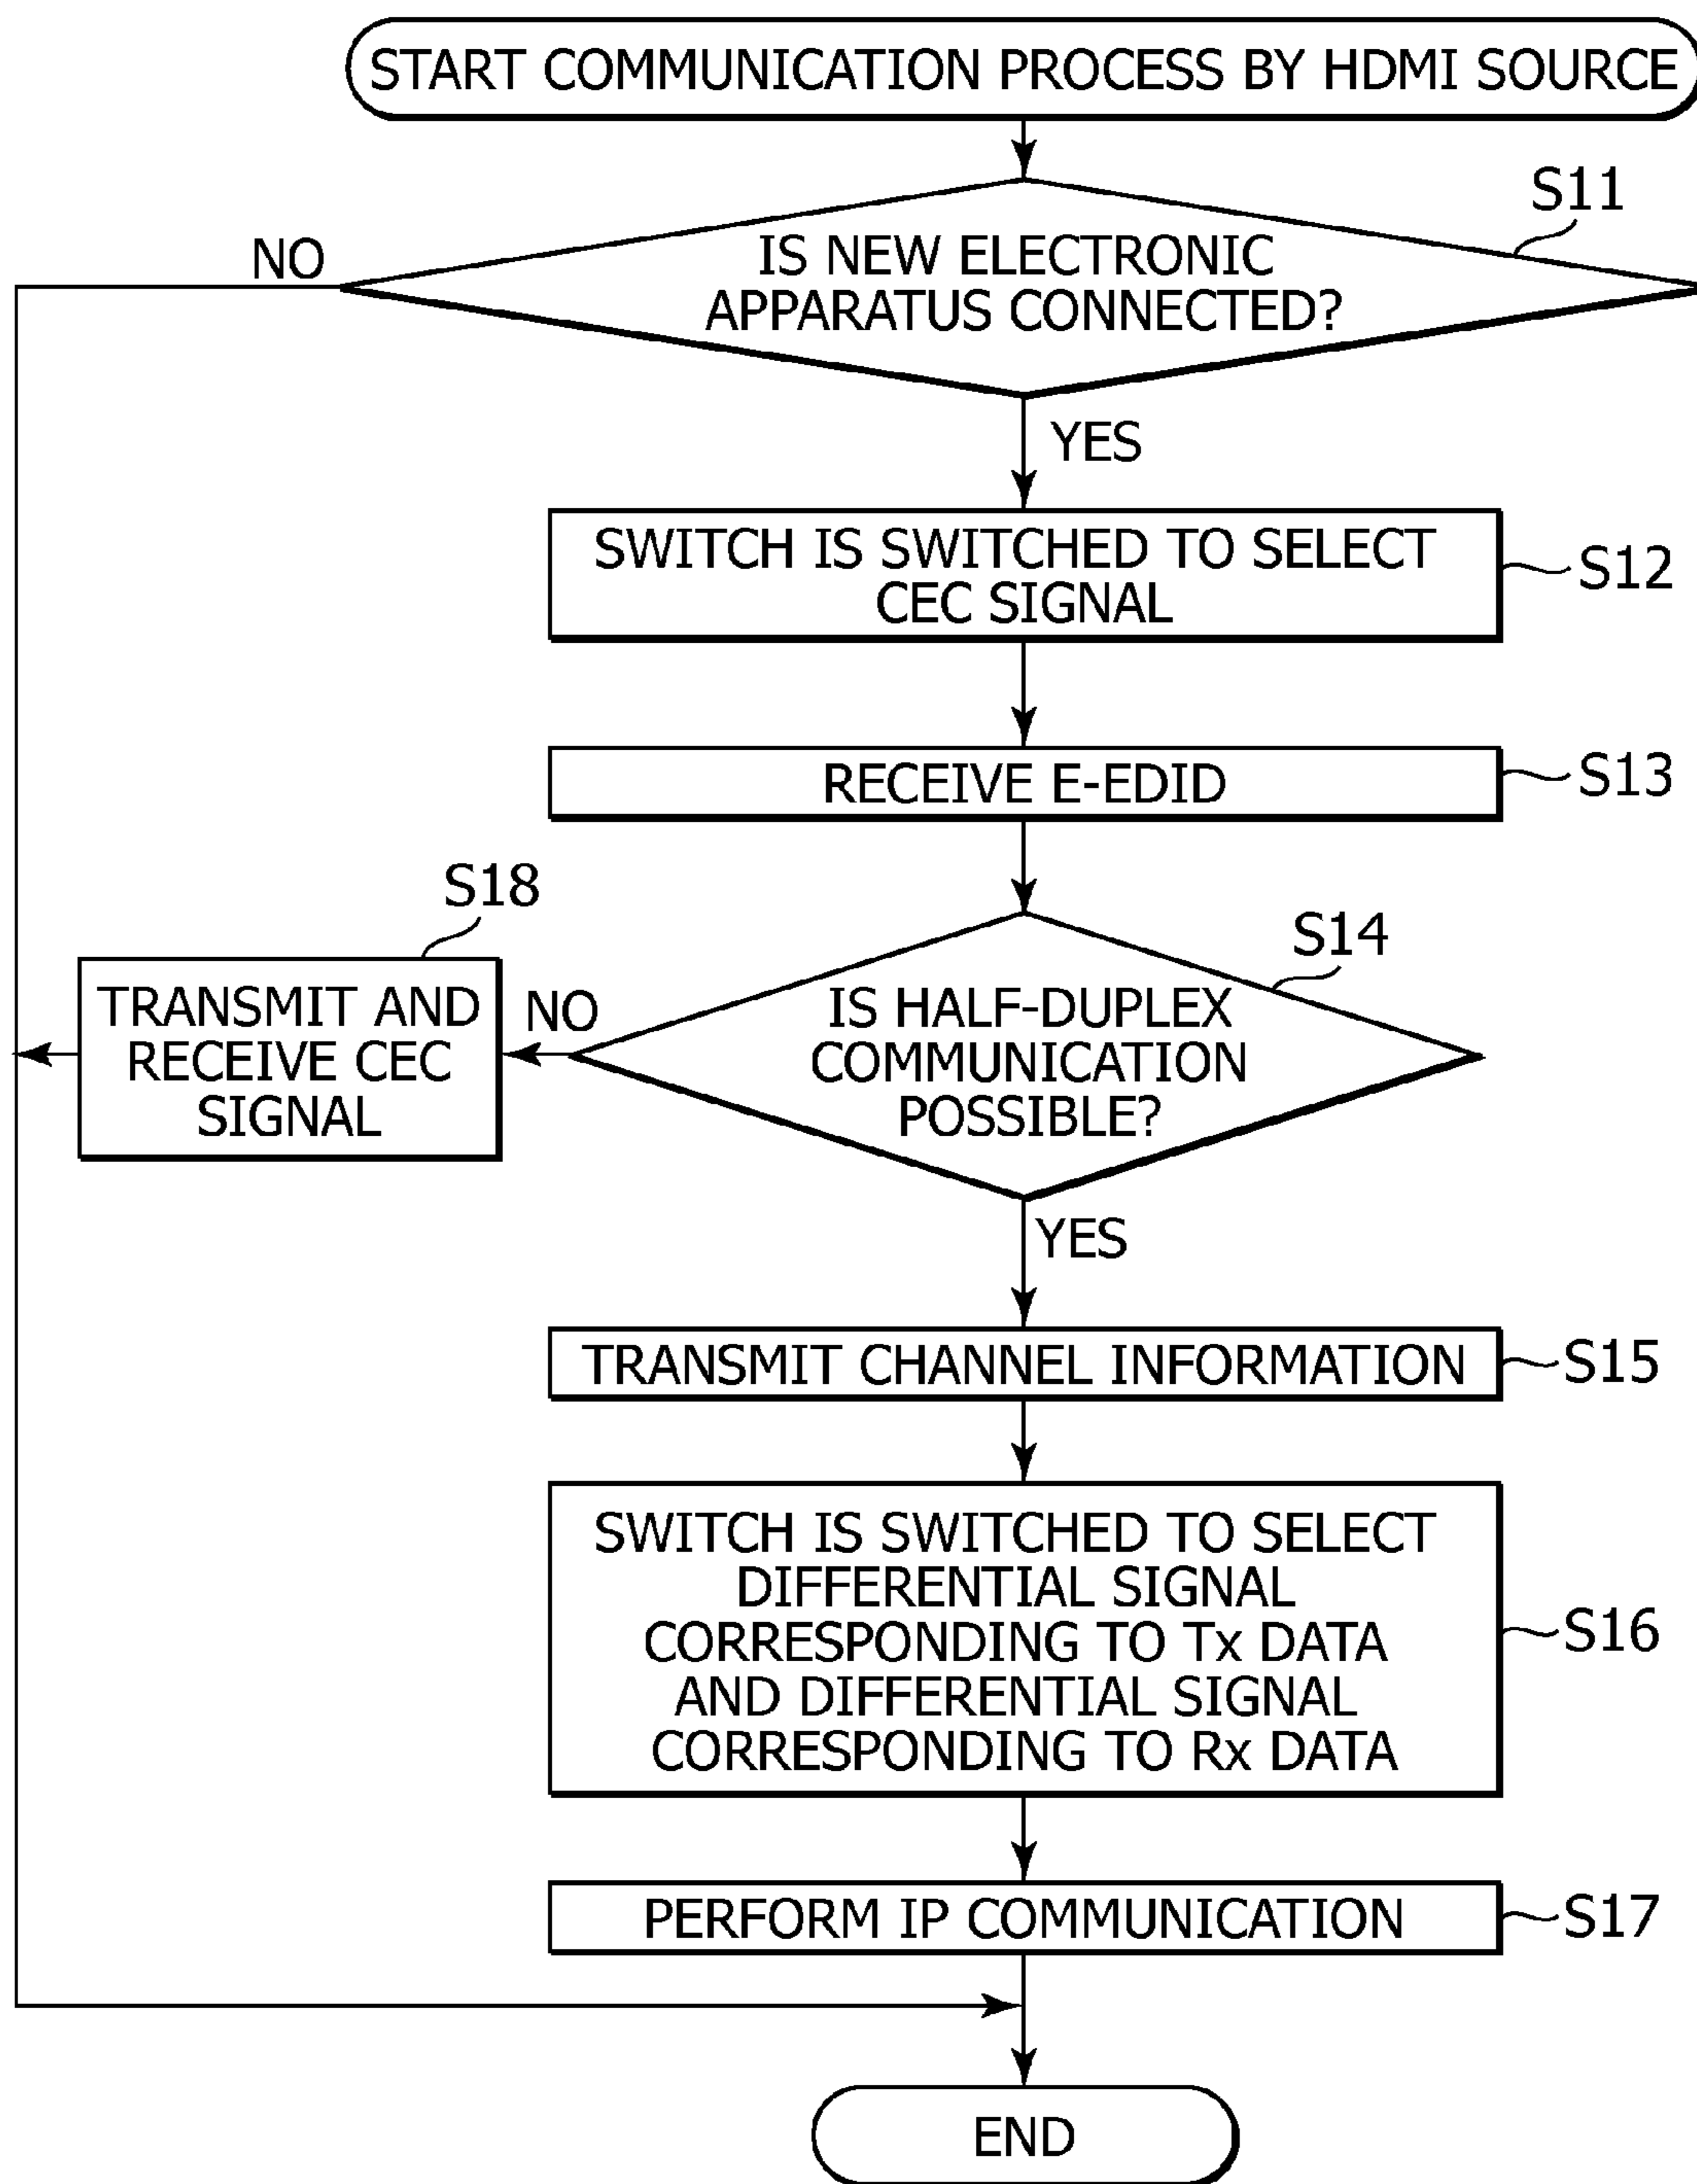 START COMMUNICATION PROCESS BY HDMI SOURCE
S11
NO
IS NEW ELECTRONIC
APPARATUS CONNECTED?
YES
SWITCH IS SWITCHED TO SELECT
CEC SIGNAL
S12
RECEIVE E-EDID
S13
S18
TRANSMIT AND
RECEIVE CEC
SIGNAL
NO
S14
IS HALF-DUPLEX
COMMUNICATION
POSSIBLE?
YES
TRANSMIT CHANNEL INFORMATION
S15
SWITCH IS SWITCHED TO SELECT
DIFFERENTIAL SIGNAL
CORRESPONDING TO Tx DATA
AND DIFFERENTIAL SIGNAL
CORRESPONDING TO Rx DATA
S16
PERFORM IP COMMUNICATION
S17
END